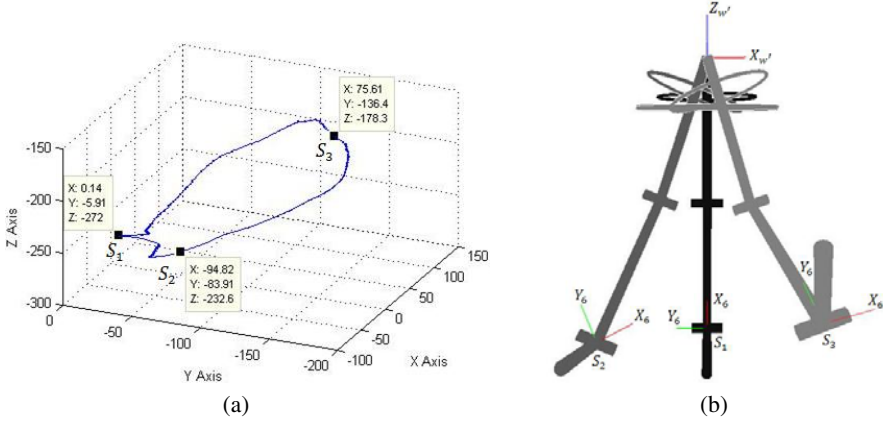 X: 75.61
Y: -136.4
Z: -178.3
S3
X: 0.14
Y: -5.91
Z: -272
S1
S2
X: -94.82
Y: -83.91
Z: -232.6
-150
-200
-250
-300
Z Axis
0
-50
-100
-150
-200
Y Axis
-100
-50
0
50
100
150
X Axis
(a)
Zw'
Xw'
Y6
X6
S2
Y6
X6
S1
Y6
X6
S3
(b)